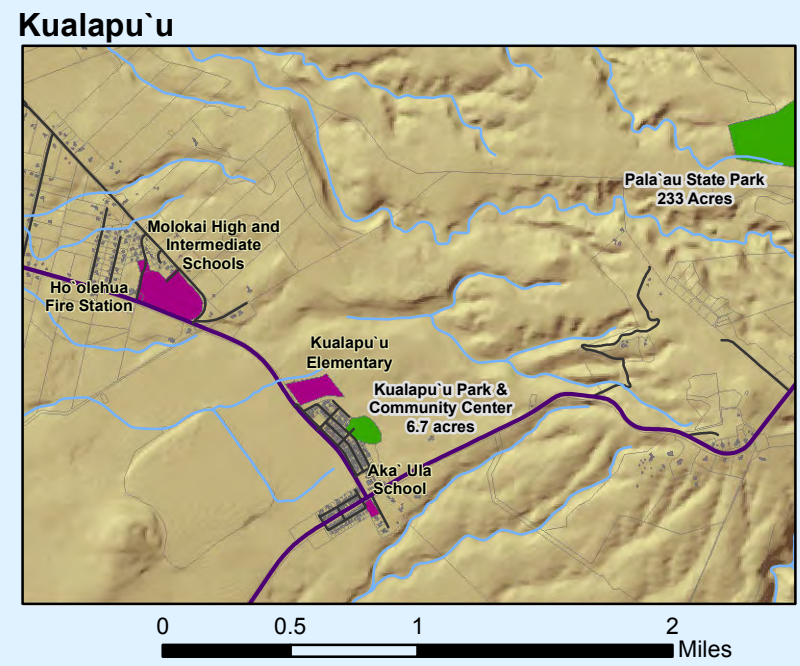 Kualapu`u
Pala`au State Park
233 Acres
Molokai High and
Intermediate
Schools
Ho`olehua
Fire Station
Kualapu`u
Elementary
Kualapu`u Park &
Community Center
6.7 acres
Aka` Ula
School
0 0.5 1 2
Miles